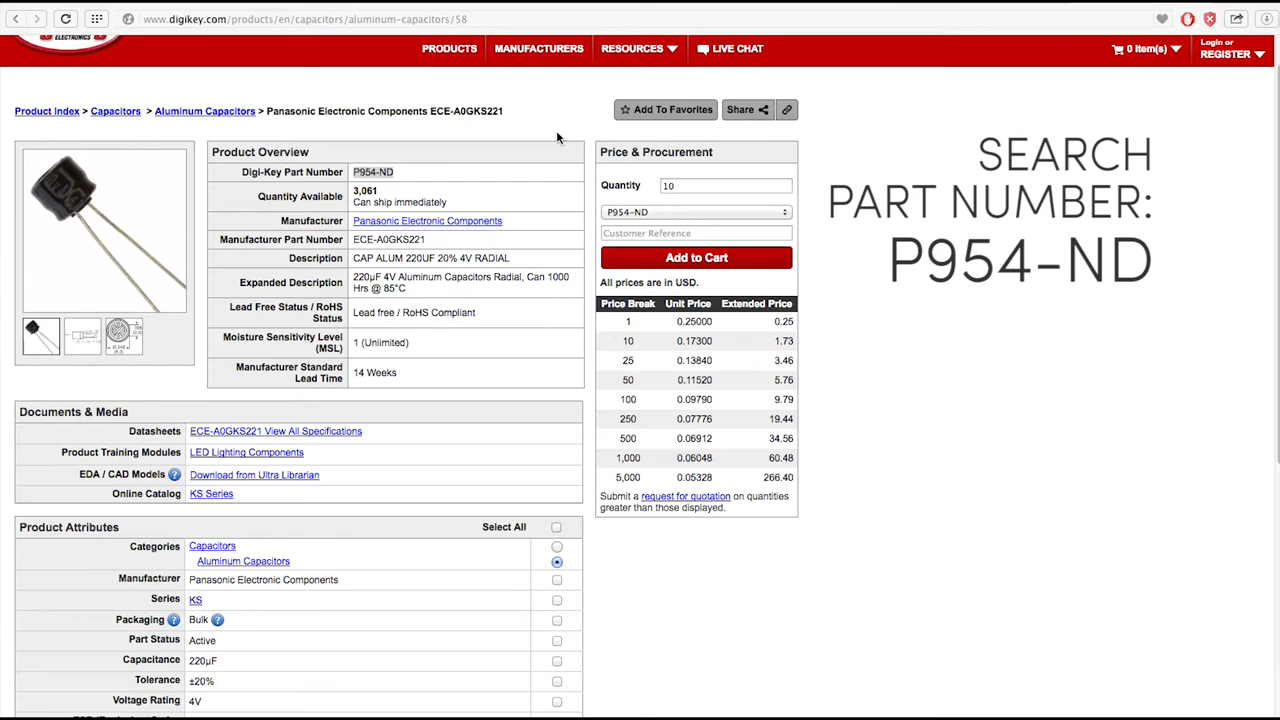 www.digikey.com/products/en/capacitors/aluminum-capacitors/58
ELECTRONICS
PRODUCTS
MANUFACTURERS
RESOURCES
LIVE CHAT
0 item(s)
Login or
REGISTER
Product Index > Capacitors > Aluminum Capacitors > Panasonic Electronic Components ECE-A0GKS221
Add To Favorites
Share
Product Overview
Digi-Key Part Number P954-ND
Quantity Available 3,061
Can ship immediately
Manufacturer Panasonic Electronic Components
Manufacturer Part Number ECE-A0GKS221
Description CAP ALUM 220UF 20% 4V RADIAL
Expanded Description 220µF 4V Aluminum Capacitors Radial, Can 1000
Hrs @ 85°C
Lead Free Status / RoHS
Status Lead free / RoHS Compliant
Moisture Sensitivity Level
(MSL) 1 (Unlimited)
Manufacturer Standard
Lead Time 14 Weeks
Price & Procurement
Quantity 10
P954-ND
Customer Reference
Add to Cart
All prices are in USD.
Price Break Unit Price Extended Price
1 0.25000 0.25
10 0.17300 1.73
25 0.13840 3.46
50 0.11520 5.76
100 0.09790 9.79
250 0.07776 19.44
500 0.06912 34.56
1,000 0.06048 60.48
5,000 0.05328 266.40
Submit a request for quotation on quantities
greater than those displayed.
SEARCH
PART NUMBER:
P954-ND
Documents & Media
Datasheets ECE-A0GKS221 View All Specifications
Product Training Modules LED Lighting Components
EDA / CAD Models ? Download from Ultra Librarian
Online Catalog KS Series
Product Attributes Select All
Categories Capacitors
Aluminum Capacitors
Manufacturer Panasonic Electronic Components
Series KS
Packaging ? Bulk ?
Part Status Active
Capacitance 220µF
Tolerance ±20%
Voltage Rating 4V